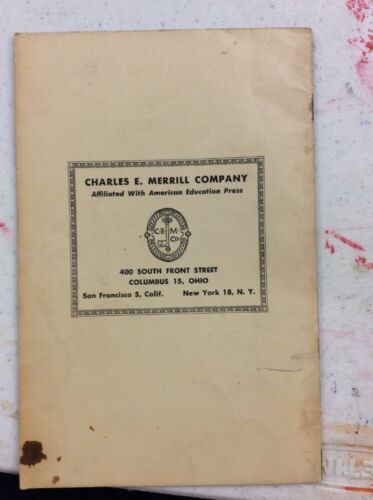 CHARLES E. MERRILL COMPANY
Affiliated With American Education Press
C·E M·
Co
400 SOUTH FRONT STREET
COLUMBUS 15, OHIO
San Francisco 5, Calif. New York 18, N. Y.